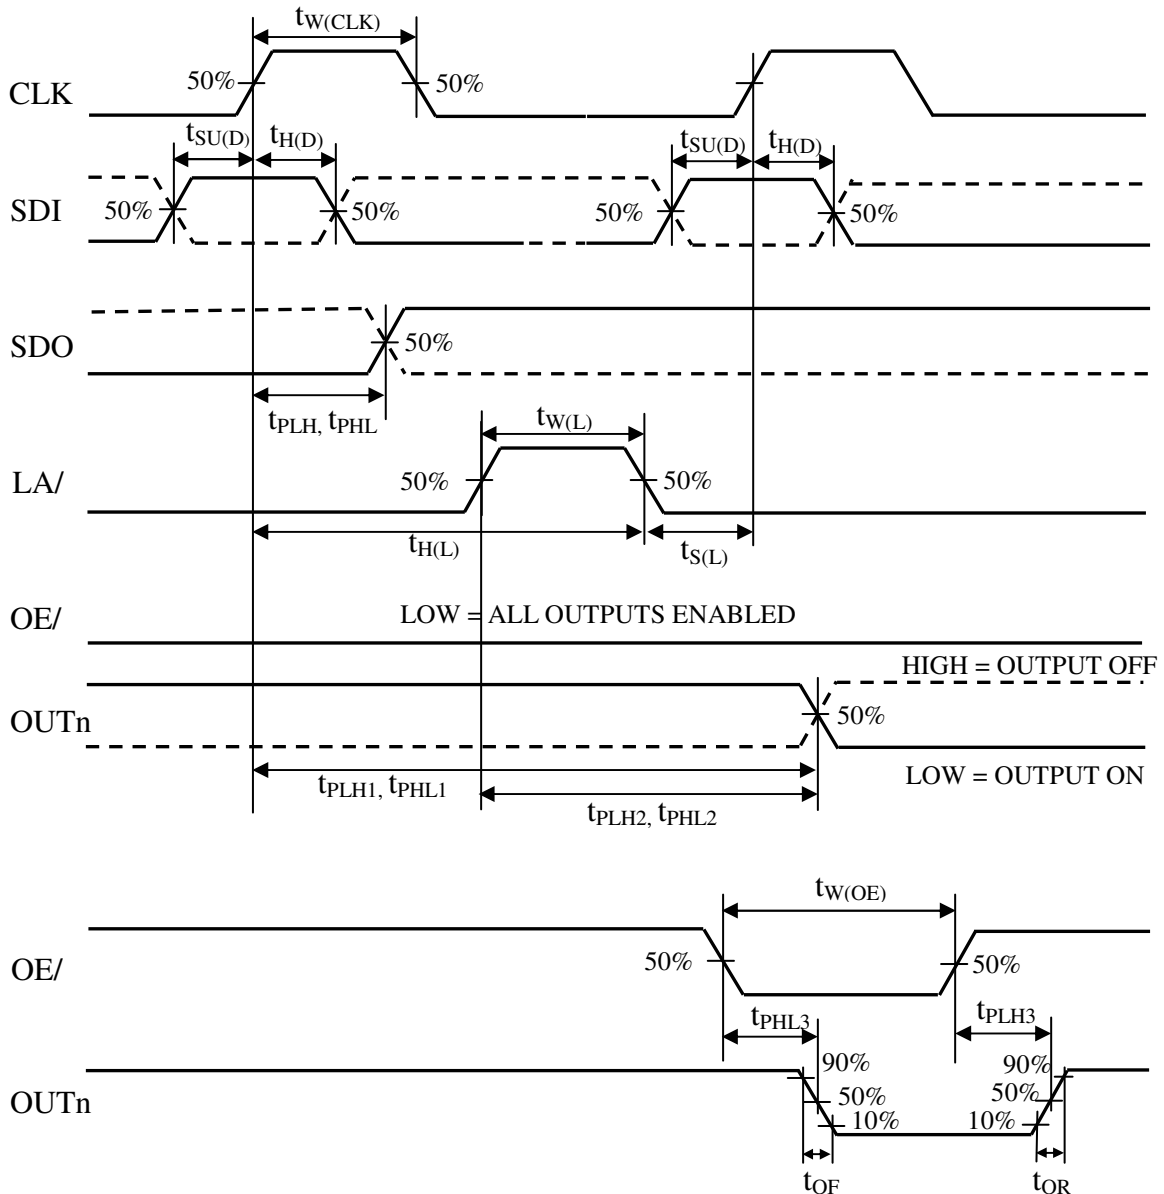 tW(CLK)
CLK
50%
50%
tSU(D)
tH(D)
tSU(D)
tH(D)
SDI
50%
50%
50%
50%
SDO
50%
tPLH, tPHL
tW(L)
LA/
50%
50%
tH(L)
tS(L)
OE/
LOW = ALL OUTPUTS ENABLED
HIGH = OUTPUT OFF
OUTn
50%
tPLH1, tPHL1
LOW = OUTPUT ON
tPLH2, tPHL2
tW(OE)
OE/
50%
50%
tPHL3
tPLH3
90%
90%
OUTn
50%
50%
10%
10%
tOF
tOR